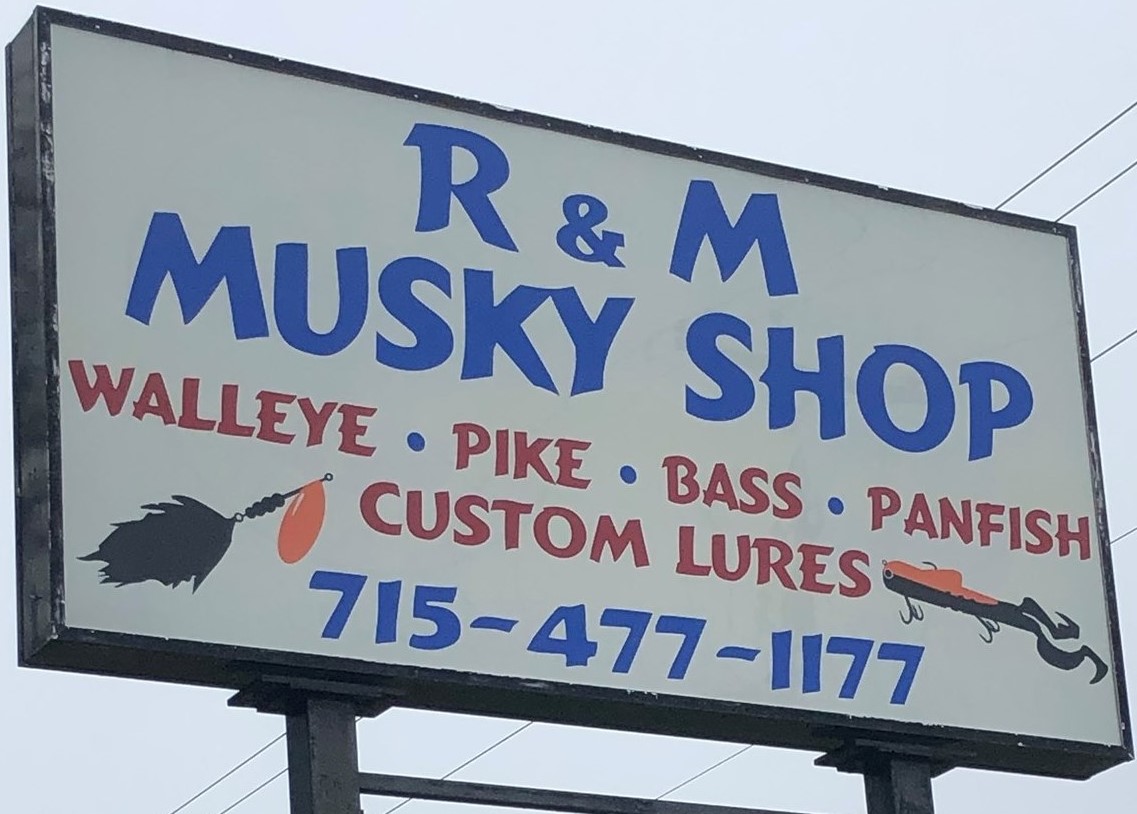 R & M
MUSKY SHOP
WALLEYE • PIKE • BASS • PANFISH
CUSTOM LURES
715-477-1177